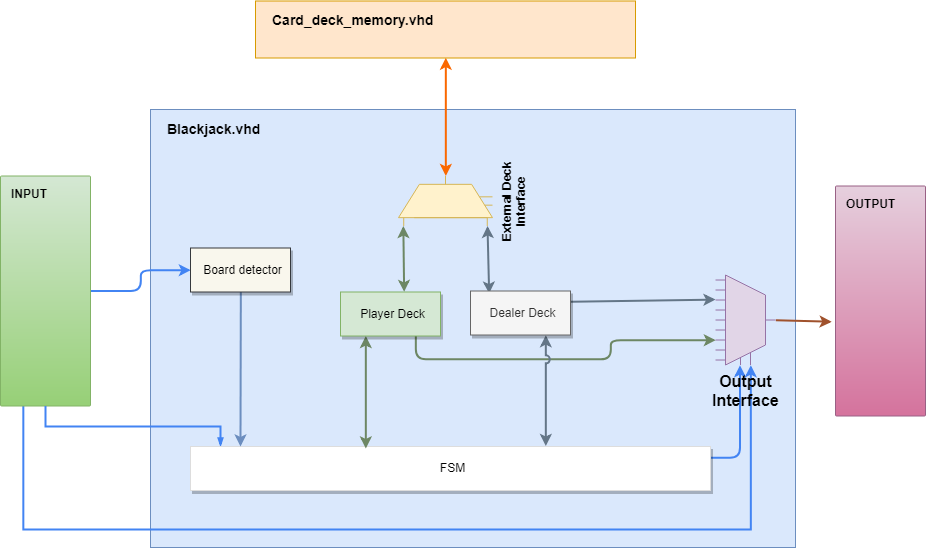 Card_deck_memory.vhd
Blackjack.vhd
INPUT
External Deck
Interface
OUTPUT
Board detector
Player Deck
Dealer Deck
Output
Interface
FSM